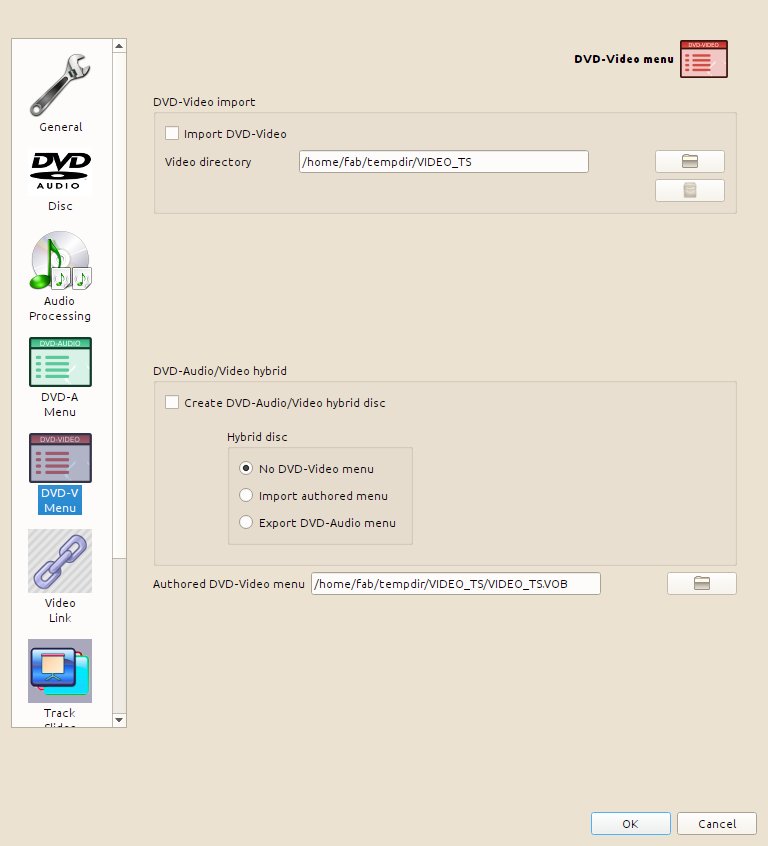 DVD-Video menu
DVD-VIDEO
General
DVD
AUDIO
Disc
Audio
Processing
DVD-AUDIO
DVD-A
Menu
DVD-VIDEO
DVD-V
Menu
Video
Link
Track
Slides
DVD-Video import
Import DVD-Video
Video directory
/home/fab/tempdir/VIDEO_TS
DVD-Audio/Video hybrid
Create DVD-Audio/Video hybrid disc
Hybrid disc
No DVD-Video menu
Import authored menu
Export DVD-Audio menu
Authored DVD-Video menu
/home/fab/tempdir/VIDEO_TS/VIDEO_TS.VOB
OK
Cancel